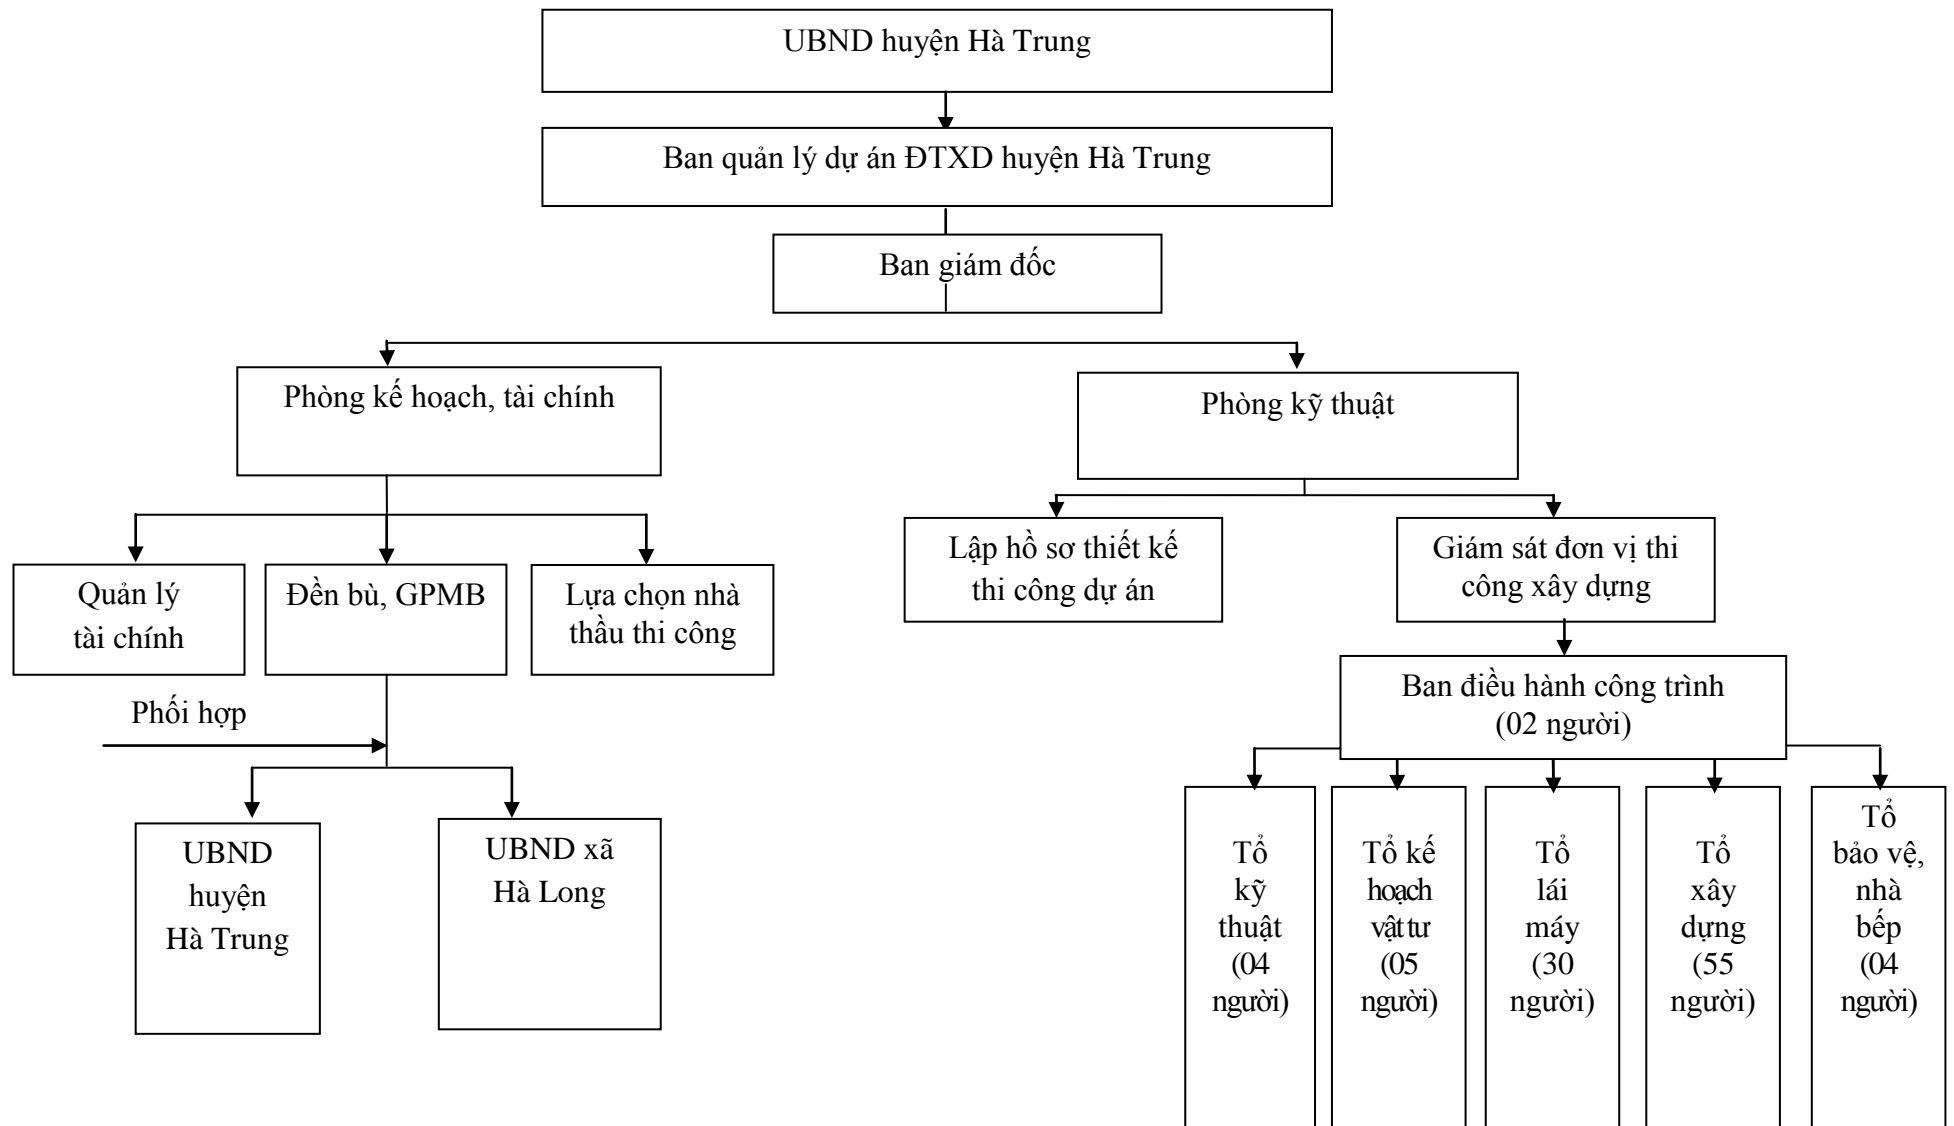 UBND huyện Hà Trung
Ban quản lý dự án ĐTXD huyện Hà Trung
Ban giám đốc
Phòng kế hoạch, tài chính
Phòng kỹ thuật
Quản lý
tài chính
Đền bù, GPMB
Lựa chọn nhà
thầu thi công
Lập hồ sơ thiết kế
thi công dự án
Giám sát đơn vị thi
công xây dựng
Phối hợp
Ban điều hành công trình
(02 người)
UBND
huyện
Hà Trung
UBND xã
Hà Long
Tổ
kỹ
thuật
(04
người)
Tổ kế
hoạch
vật tư
(05
người)
Tổ
lái
máy
(30
người)
Tổ
xây
dựng
(55
người)
Tổ
bảo vệ,
nhà
bếp
(04
người)